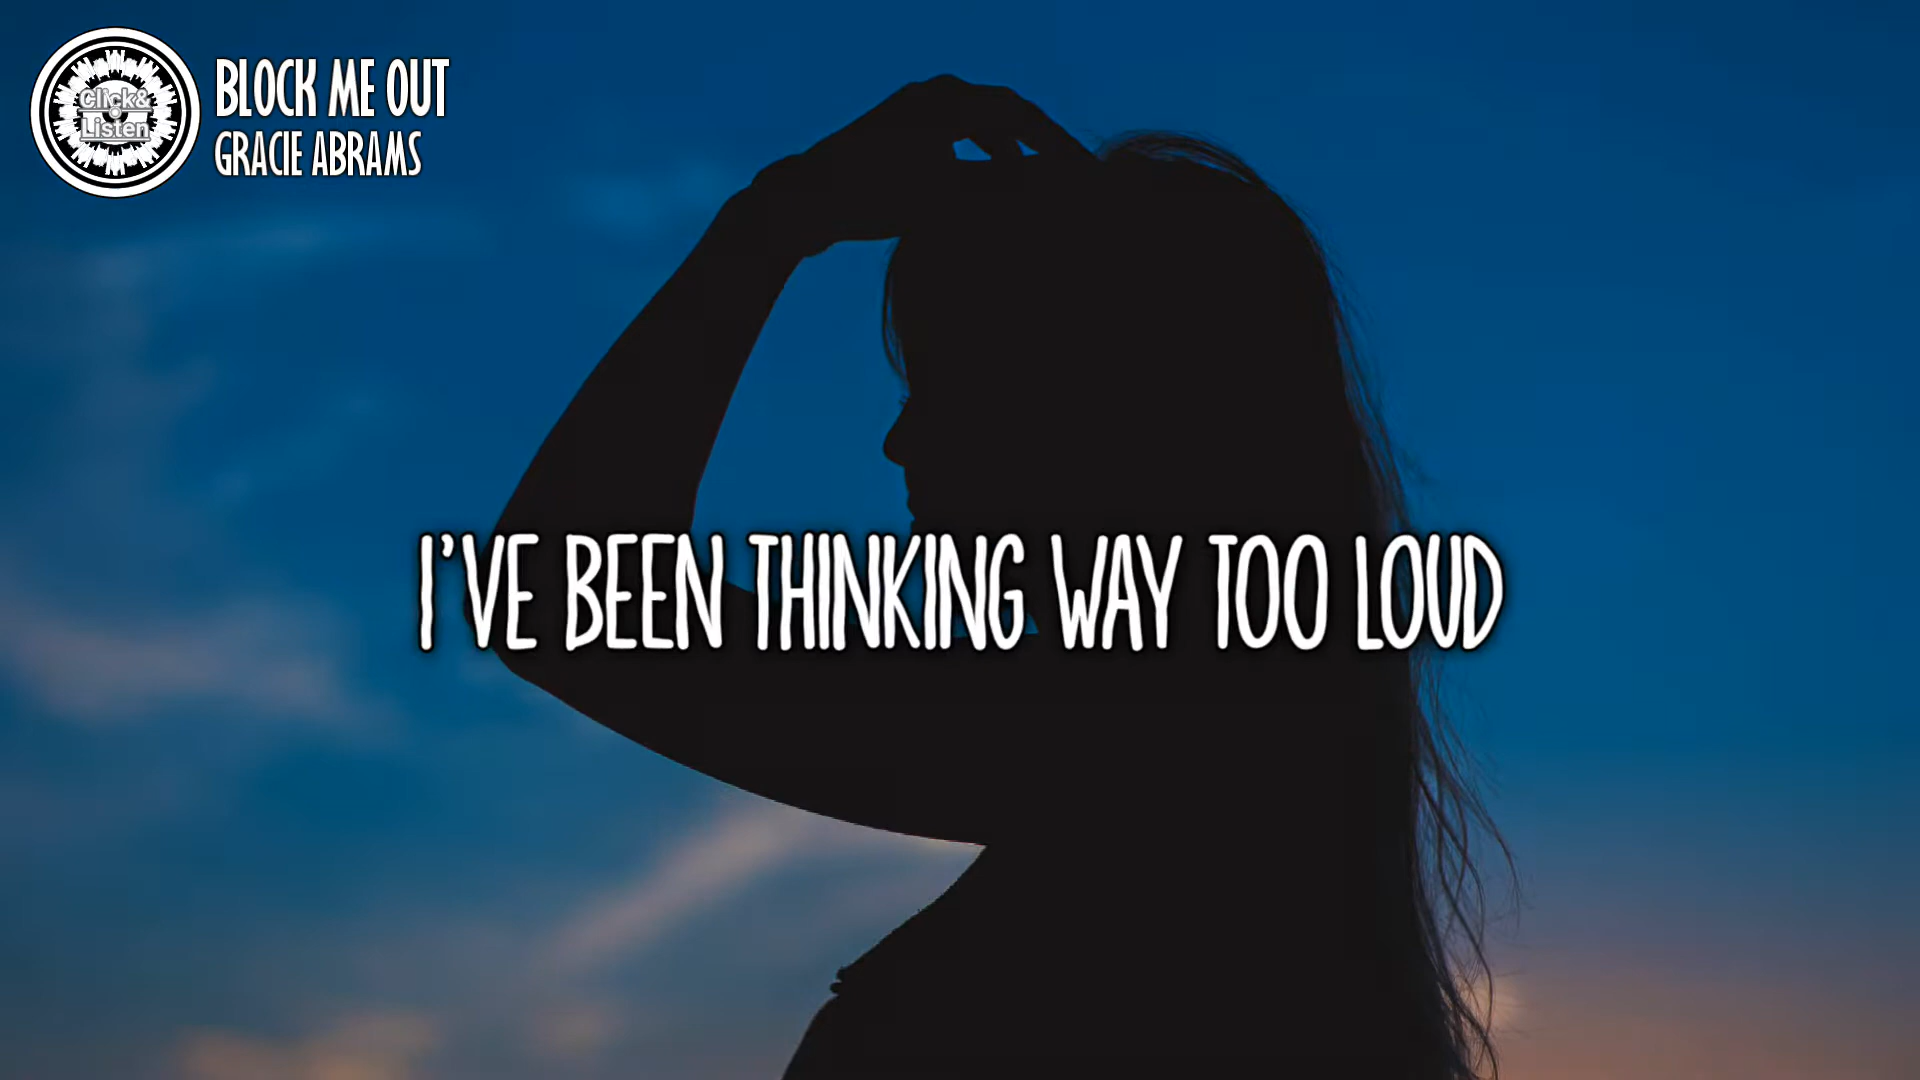 Click&
Listen
BLOCK ME OUT
GRACIE ABRAMS
I'VE BEEN THINKING WAY TOO LOUD